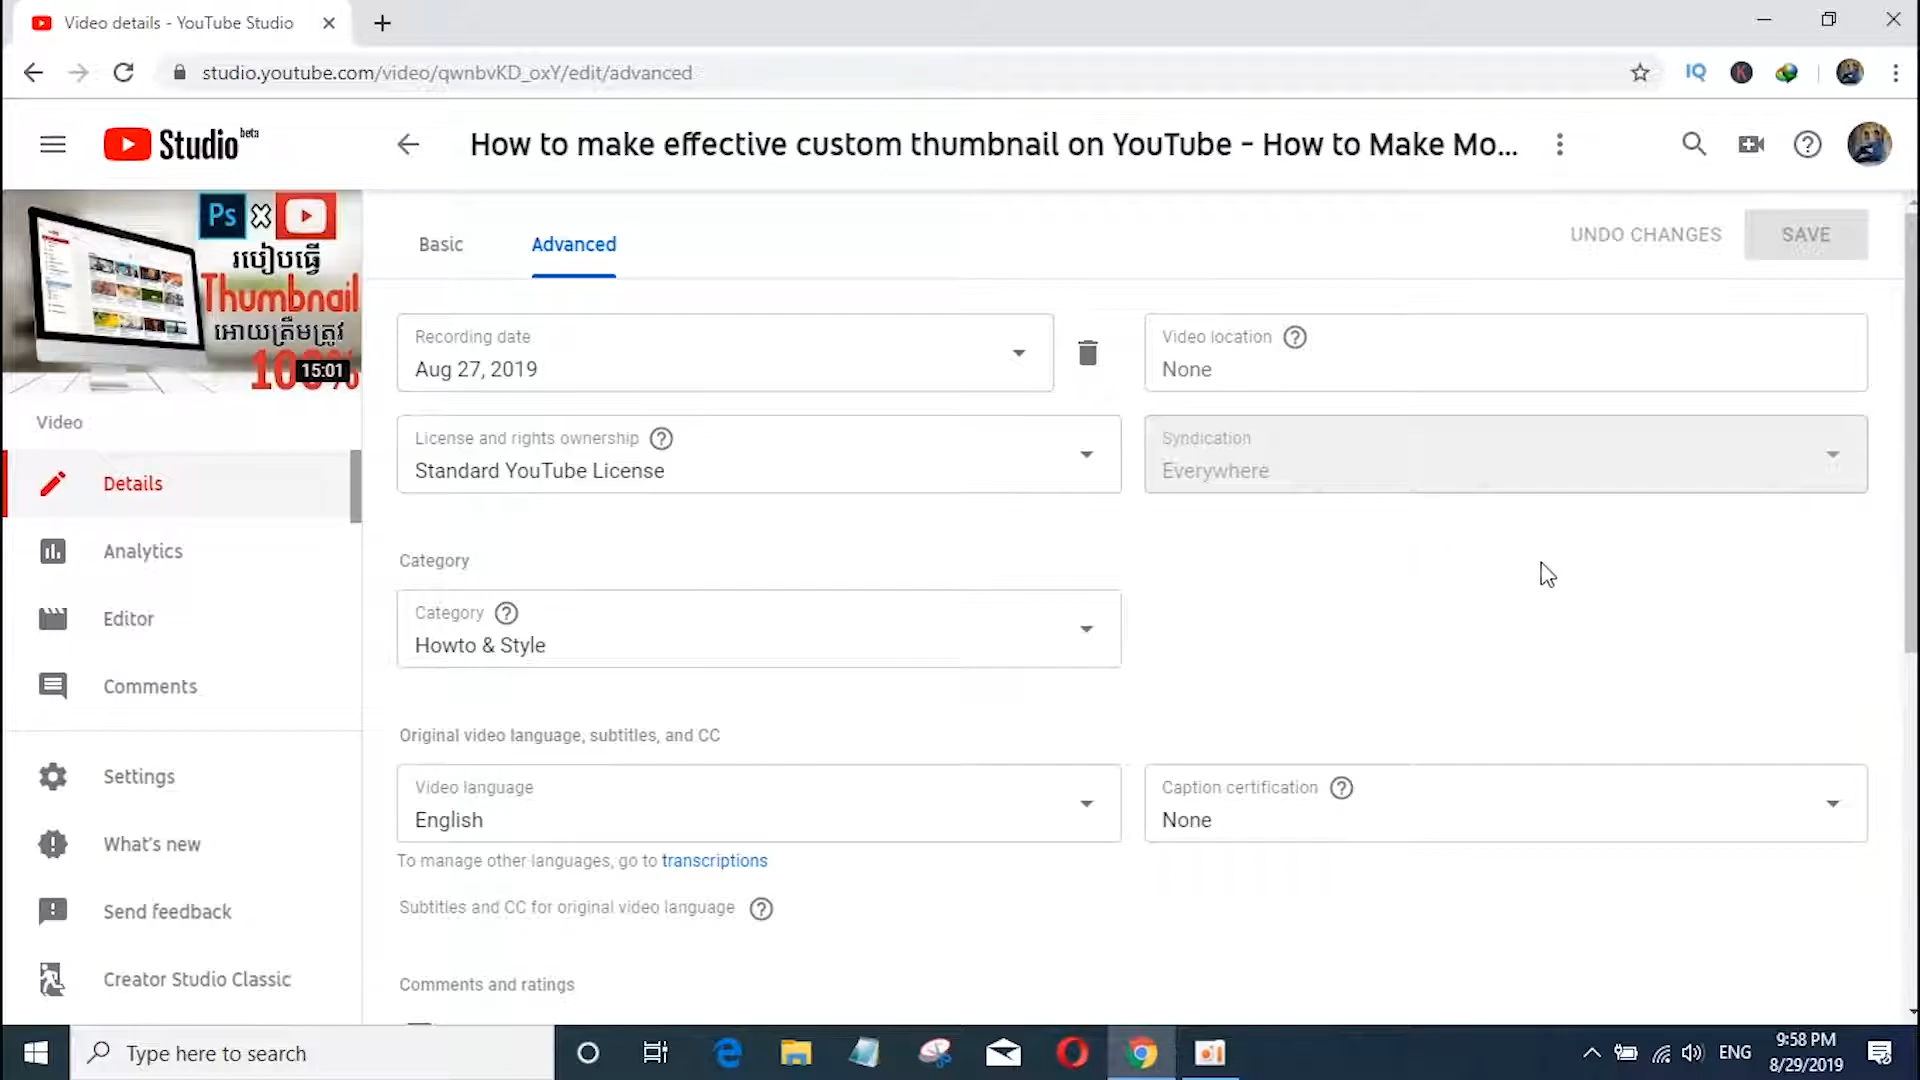 Video details - YouTube Studio
studio.youtube.com/video/qwnbvKD_oxY/edit/advanced
IQ
K
Studio beta
How to make effective custom thumbnail on YouTube - How to Make Mo...
Ps
របៀបធ្វើ
Thumbnail
អោយត្រឹមត្រូវ
100%
15:01
Video
Details
Analytics
Editor
Comments
Settings
What's new
Send feedback
Creator Studio Classic
Basic
Advanced
UNDO CHANGES
SAVE
Recording date
Aug 27, 2019
Video location
None
License and rights ownership
Standard YouTube License
Syndication
Everywhere
Category
Category
Howto & Style
Original video language, subtitles, and CC
Video language
English
Caption certification
None
To manage other languages, go to transcriptions
Subtitles and CC for original video language
Comments and ratings
Type here to search
ENG
9:58 PM
8/29/2019